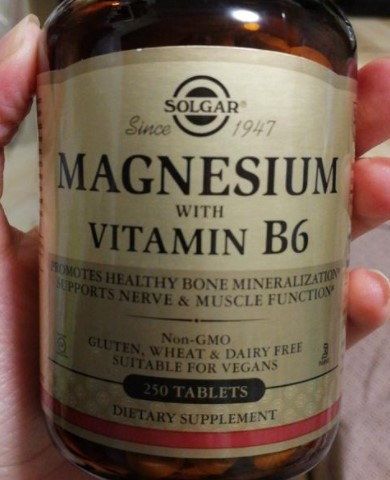 SOLGAR®
Since 1947
MAGNESIUM
WITH
VITAMIN B6
PROMOTES HEALTHY BONE MINERALIZATION*
SUPPORTS NERVE & MUSCLE FUNCTION*
Non-GMO
GLUTEN, WHEAT & DAIRY FREE
SUITABLE FOR VEGANS
250 TABLETS
DIETARY SUPPLEMENT